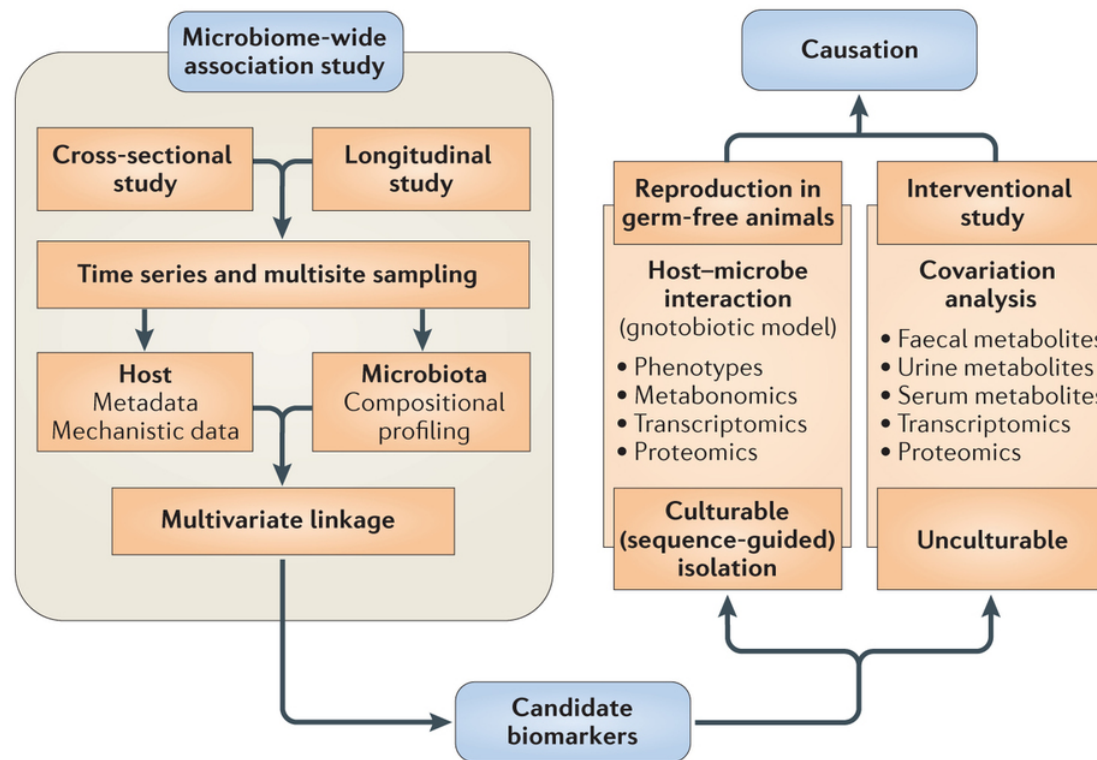 Microbiome-wide
association study
Cross-sectional
study
Longitudinal
study
Time series and multisite sampling
Host
Metadata
Mechanistic data
Microbiota
Compositional
profiling
Multivariate linkage
Candidate
biomarkers
Causation
Reproduction in
germ-free animals
Host–microbe
interaction
(gnotobiotic model)
• Phenotypes
• Metabonomics
• Transcriptomics
• Proteomics
Culturable
(sequence-guided)
isolation
Interventional
study
Covariation
analysis
• Faecal metabolites
• Urine metabolites
• Serum metabolites
• Transcriptomics
• Proteomics
Unculturable